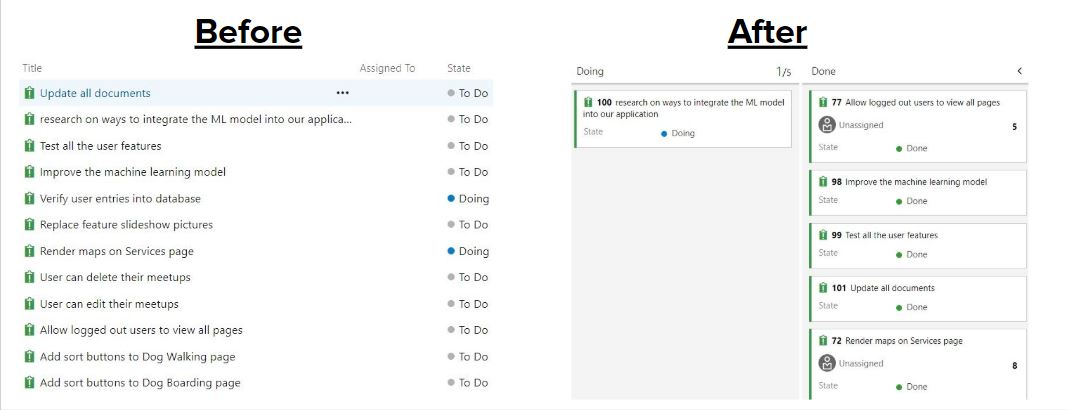 Before
Title Assigned To State
Update all documents ••• To Do
research on ways to integrate the ML model into our applica... To Do
Test all the user features To Do
Improve the machine learning model To Do
Verify user entries into database Doing
Replace feature slideshow pictures To Do
Render maps on Services page Doing
User can delete their meetups To Do
User can edit their meetups To Do
Allow logged out users to view all pages To Do
Add sort buttons to Dog Walking page To Do
Add sort buttons to Dog Boarding page To Do
After
Doing 1/5
100 research on ways to integrate the ML model
into our application
State Doing
Done
77 Allow logged out users to view all pages
Unassigned 5
State Done
98 Improve the machine learning model
State Done
99 Test all the user features
State Done
101 Update all documents
State Done
72 Render maps on Services page
Unassigned 8
State Done